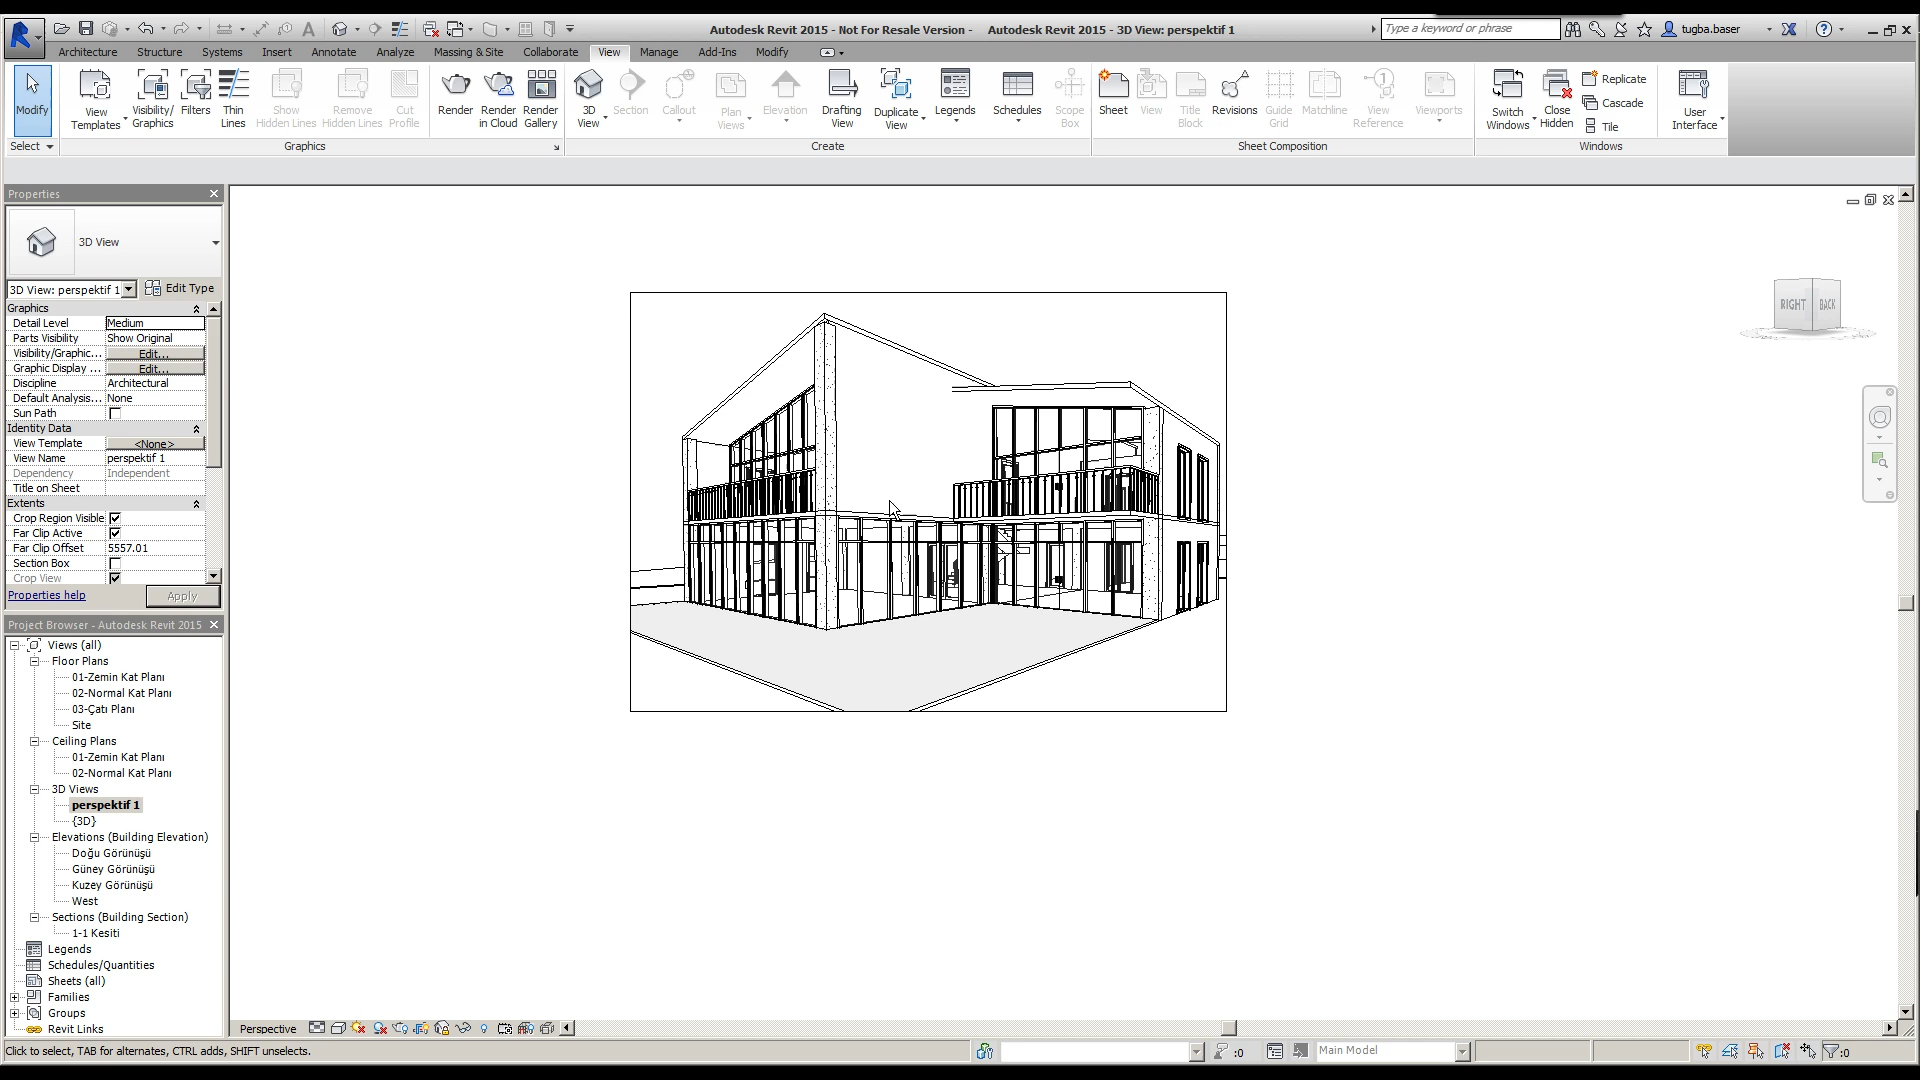 Autodesk Revit 2015 - Not For Resale Version - Autodesk Revit 2015 - 3D View: perspektif 1
Type a keyword or phrase
tugba.baser
Architecture Structure Systems Insert Annotate Analyze Massing & Site Collaborate View Manage Add-Ins Modify
Modify
View Templates
Visibility/ Graphics
Filters
Thin Lines
Show Hidden Lines
Remove Hidden Lines
Cut Profile
Render
Render in Cloud
Render Gallery
3D View
Section
Callout
Plan Views
Elevation
Drafting View
Duplicate View
Legends
Schedules
Scope Box
Sheet
View
Title Block
Revisions
Guide Grid
Matchline
View Reference
Viewports
Switch Windows
Close Hidden
Replicate
Cascade
Tile
User Interface
Select Graphics Create Sheet Composition Windows
Properties
3D View
3D View: perspektif 1 Edit Type
Graphics
Detail Level Medium
Parts Visibility Show Original
Visibility/Graphic... Edit...
Graphic Display ... Edit...
Discipline Architectural
Default Analysis... None
Sun Path
Identity Data
View Template <None>
View Name perspektif 1
Dependency Independent
Title on Sheet
Extents
Crop Region Visible
Far Clip Active
Far Clip Offset 5557.01
Section Box
Crop View
Properties help Apply
Project Browser - Autodesk Revit 2015
Views (all)
Floor Plans
01-Zemin Kat Planı
02-Normal Kat Planı
03-Çatı Planı
Site
Ceiling Plans
01-Zemin Kat Planı
02-Normal Kat Planı
3D Views
perspektif 1
{3D}
Elevations (Building Elevation)
Doğu Görünüşü
Güney Görünüşü
Kuzey Görünüşü
West
Sections (Building Section)
1-1 Kesiti
Legends
Schedules/Quantities
Sheets (all)
Families
Groups
Revit Links
RIGHT BACK
Perspective
Click to select, TAB for alternates, CTRL adds, SHIFT unselects.
:0
Main Model
:0